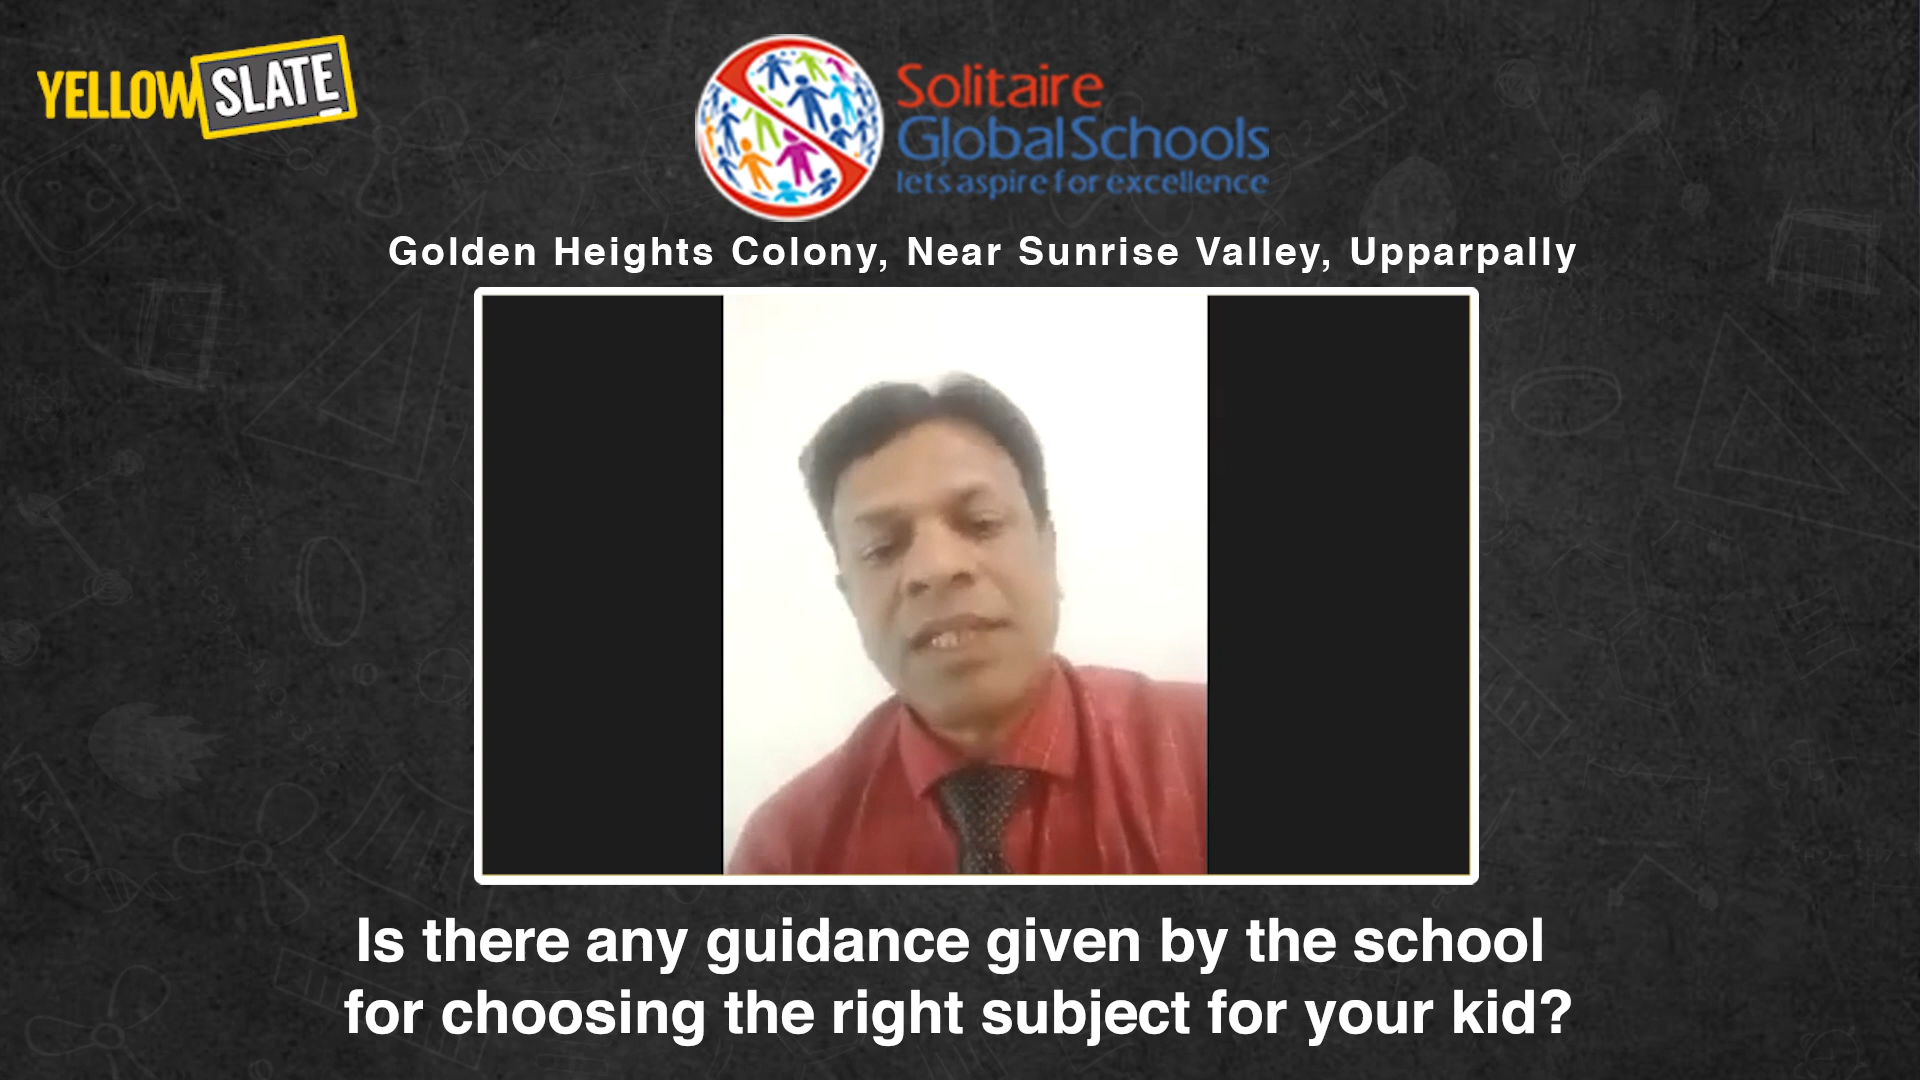 YELLOW SLATE
Solitaire
GlobalSchools
lets aspire for excellence
Golden Heights Colony, Near Sunrise Valley, Upparpally
Is there any guidance given by the school
for choosing the right subject for your kid?